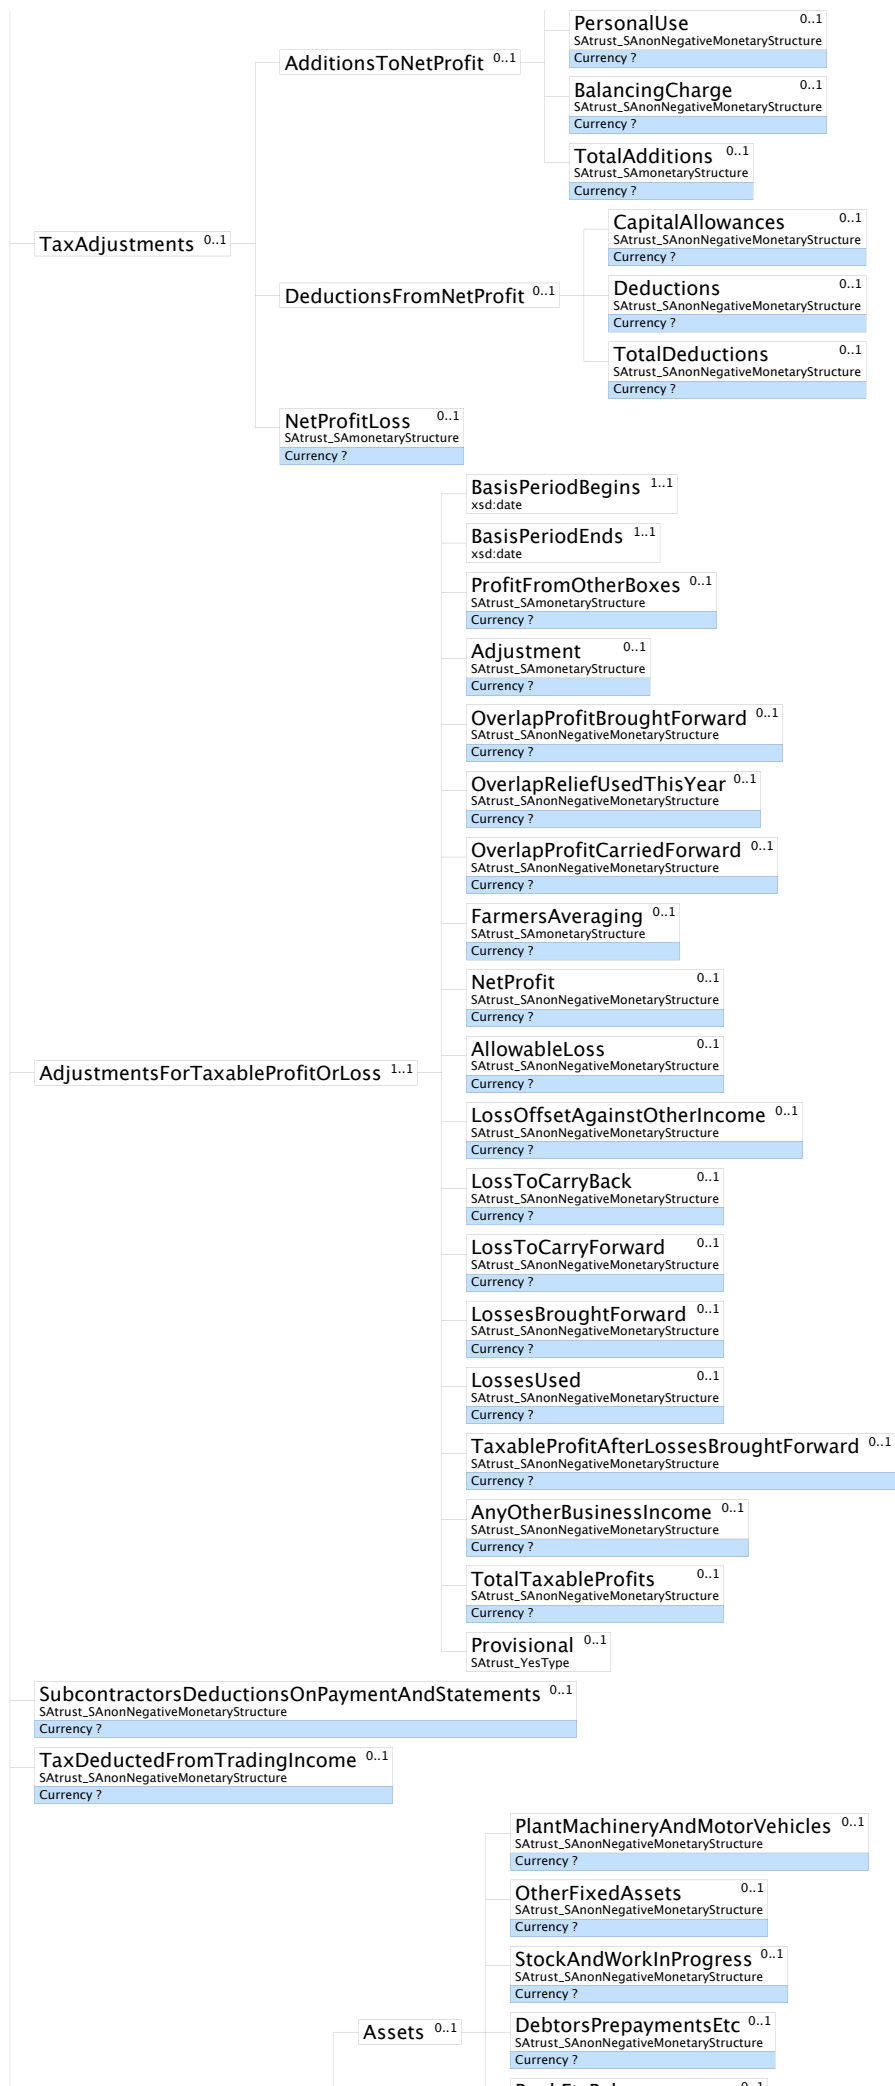 PersonalUse 0..1
SAtrust_SAnonNegativeMonetaryStructure
Currency ?
AdditionsToNetProfit 0..1
BalancingCharge 0..1
SAtrust_SAnonNegativeMonetaryStructure
Currency ?
TotalAdditions 0..1
SAtrust_SAmonetaryStructure
Currency ?
TaxAdjustments 0..1
CapitalAllowances 0..1
SAtrust_SAnonNegativeMonetaryStructure
Currency ?
DeductionsFromNetProfit 0..1
Deductions 0..1
SAtrust_SAnonNegativeMonetaryStructure
Currency ?
TotalDeductions 0..1
SAtrust_SAnonNegativeMonetaryStructure
Currency ?
NetProfitLoss 0..1
SAtrust_SAmonetaryStructure
Currency ?
BasisPeriodBegins 1..1
xsd:date
BasisPeriodEnds 1..1
xsd:date
ProfitFromOtherBoxes 0..1
SAtrust_SAmonetaryStructure
Currency ?
Adjustment 0..1
SAtrust_SAmonetaryStructure
Currency ?
OverlapProfitBroughtForward 0..1
SAtrust_SAnonNegativeMonetaryStructure
Currency ?
OverlapReliefUsedThisYear 0..1
SAtrust_SAnonNegativeMonetaryStructure
Currency ?
OverlapProfitCarriedForward 0..1
SAtrust_SAnonNegativeMonetaryStructure
Currency ?
FarmersAveraging 0..1
SAtrust_SAmonetaryStructure
Currency ?
NetProfit 0..1
SAtrust_SAnonNegativeMonetaryStructure
Currency ?
AdjustmentsForTaxableProfitOrLoss 1..1
AllowableLoss 0..1
SAtrust_SAnonNegativeMonetaryStructure
Currency ?
LossOffsetAgainstOtherIncome 0..1
SAtrust_SAnonNegativeMonetaryStructure
Currency ?
LossToCarryBack 0..1
SAtrust_SAnonNegativeMonetaryStructure
Currency ?
LossToCarryForward 0..1
SAtrust_SAnonNegativeMonetaryStructure
Currency ?
LossesBroughtForward 0..1
SAtrust_SAnonNegativeMonetaryStructure
Currency ?
LossesUsed 0..1
SAtrust_SAnonNegativeMonetaryStructure
Currency ?
TaxableProfitAfterLossesBroughtForward 0..1
SAtrust_SAnonNegativeMonetaryStructure
Currency ?
AnyOtherBusinessIncome 0..1
SAtrust_SAnonNegativeMonetaryStructure
Currency ?
TotalTaxableProfits 0..1
SAtrust_SAnonNegativeMonetaryStructure
Currency ?
Provisional 0..1
SAtrust_YesType
SubcontractorsDeductionsOnPaymentAndStatements 0..1
SAtrust_SAnonNegativeMonetaryStructure
Currency ?
TaxDeductedFromTradingIncome 0..1
SAtrust_SAnonNegativeMonetaryStructure
Currency ?
PlantMachineryAndMotorVehicles 0..1
SAtrust_SAnonNegativeMonetaryStructure
Currency ?
OtherFixedAssets 0..1
SAtrust_SAnonNegativeMonetaryStructure
Currency ?
StockAndWorkInProgress 0..1
SAtrust_SAnonNegativeMonetaryStructure
Currency ?
Assets 0..1
DebtorsPrepaymentsEtc 0..1
SAtrust_SAnonNegativeMonetaryStructure
Currency ?
0..1